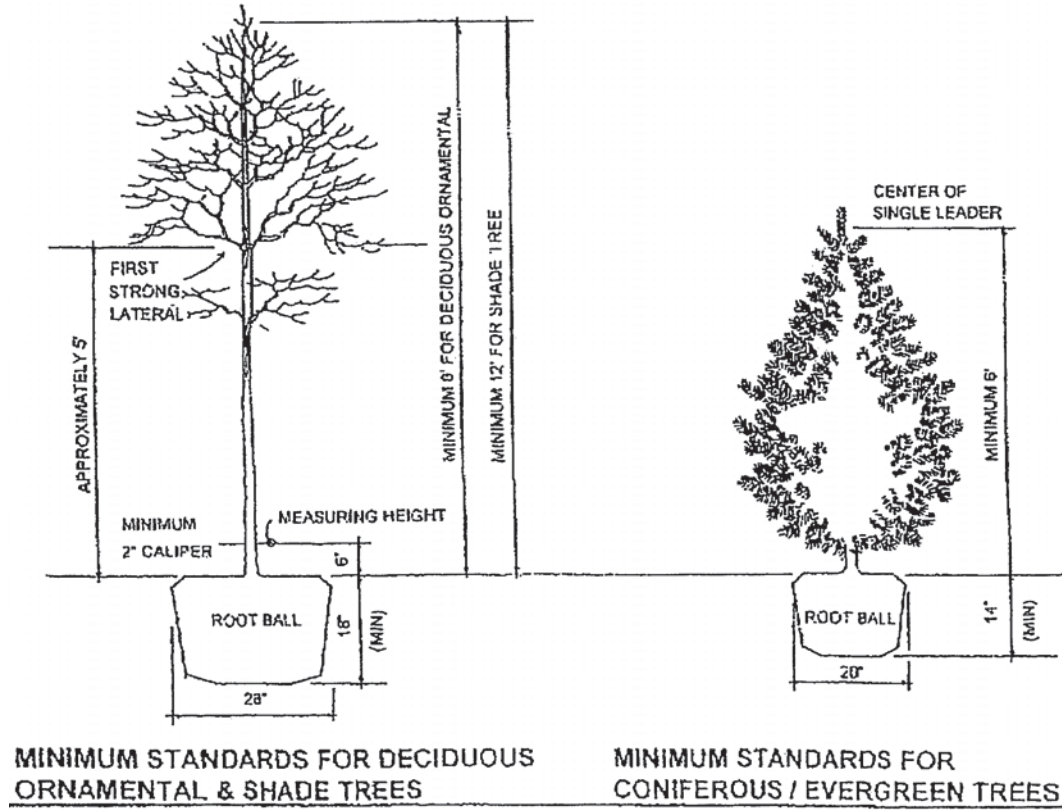 MINIMUM 8' FOR DECIDUOUS ORNAMENTAL
MINIMUM 12' FOR SHADE TREE
FIRST
STRONG
LATERAL
APPROXIMATELY 5'
MINIMUM
2" CALIPER
MEASURING HEIGHT
6"
ROOT BALL
18"
(MIN)
28"
CENTER OF
SINGLE LEADER
MINIMUM 6'
ROOT BALL
14"
(MIN)
20"
MINIMUM STANDARDS FOR DECIDUOUS
ORNAMENTAL & SHADE TREES
MINIMUM STANDARDS FOR
CONIFEROUS / EVERGREEN TREES